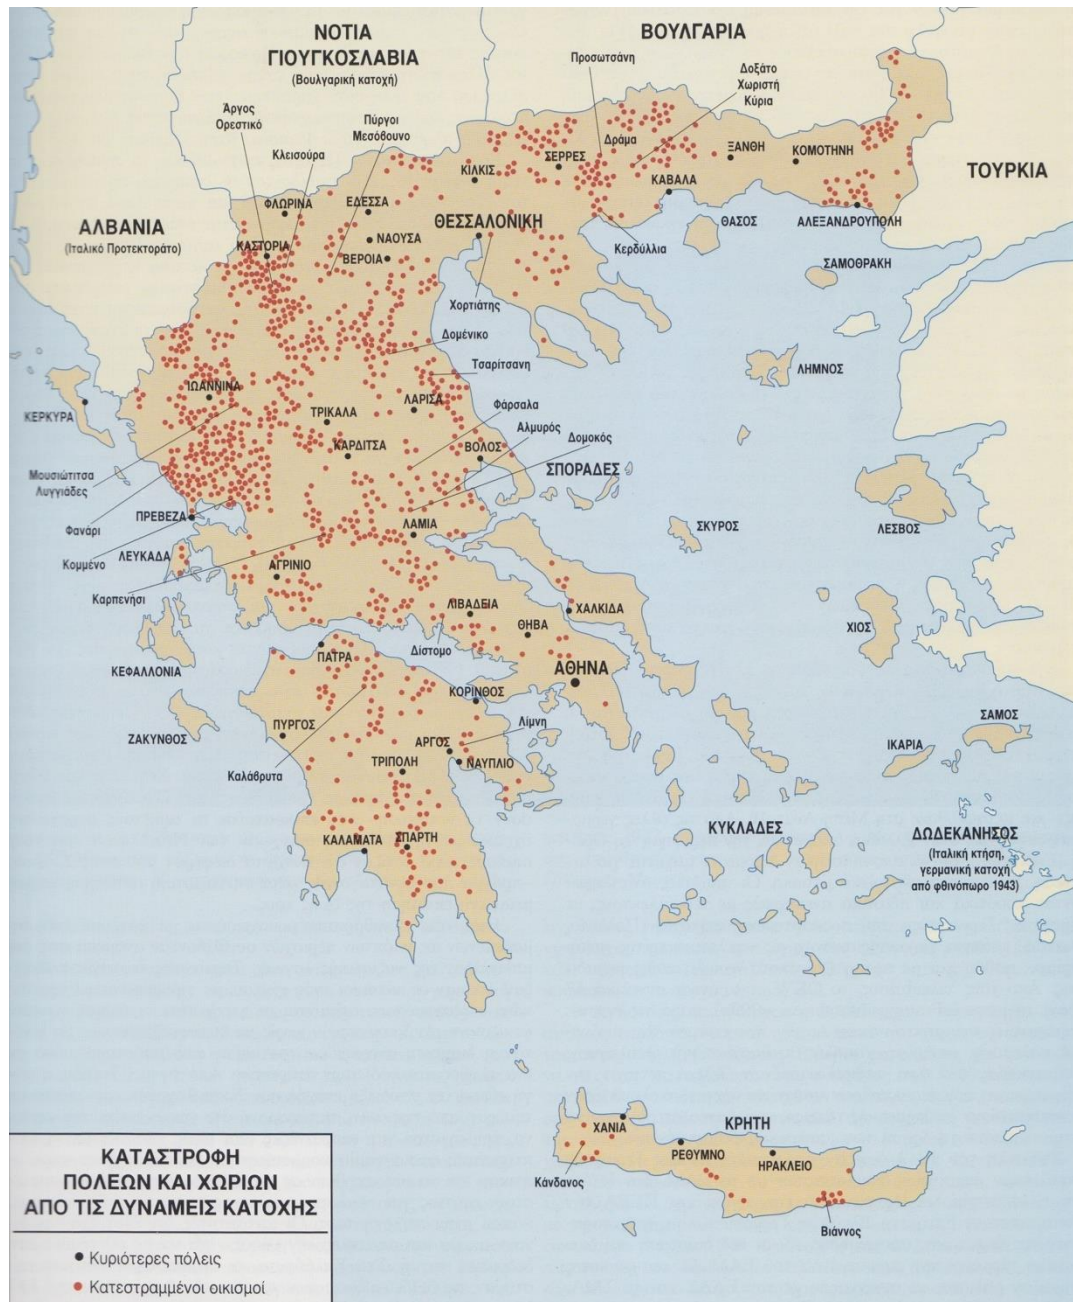 ΝΟΤΙΑ
ΓΙΟΥΓΚΟΣΛΑΒΙΑ
(Βουλγαρική κατοχή)
ΒΟΥΛΓΑΡΙΑ
Προσωτσάνη
Δοξάτο
Χωριστή
Κύρια
Άργος
Ορεστικό
Πύργοι
Μεσόβουνο
Κλεισούρα
Δράμα
ΞΑΝΘΗ
ΚΟΜΟΤΗΝΗ
ΣΕΡΡΕΣ
ΚΙΛΚΙΣ
ΚΑΒΑΛΑ
ΤΟΥΡΚΙΑ
ΑΛΒΑΝΙΑ
(Ιταλικό Προτεκτοράτο)
ΦΛΩΡΙΝΑ
ΕΔΕΣΣΑ
ΘΕΣΣΑΛΟΝΙΚΗ
ΘΑΣΟΣ
ΑΛΕΞΑΝΔΡΟΥΠΟΛΗ
ΚΑΣΤΟΡΙΑ
ΝΑΟΥΣΑ
ΒΕΡΟΙΑ
Κερδύλλια
ΣΑΜΟΘΡΑΚΗ
Χορτιάτης
Δομένικο
Τσαρίτσανη
ΛΗΜΝΟΣ
ΙΩΑΝΝΙΝΑ
ΛΑΡΙΣΑ
ΚΕΡΚΥΡΑ
ΤΡΙΚΑΛΑ
Φάρσαλα
Αλμυρός
Δομοκός
ΚΑΡΔΙΤΣΑ
ΒΟΛΟΣ
ΣΠΟΡΑΔΕΣ
Μουσιώτιτσα
Λυγγιάδες
Φανάρι
ΠΡΕΒΕΖΑ
ΛΑΜΙΑ
ΣΚΥΡΟΣ
ΛΕΣΒΟΣ
Κομμένο
ΛΕΥΚΑΔΑ
ΑΓΡΙΝΙΟ
Καρπενήσι
ΛΙΒΑΔΕΙΑ
ΧΑΛΚΙΔΑ
ΘΗΒΑ
ΧΙΟΣ
ΚΕΦΑΛΛΟΝΙΑ
Δίστομο
ΠΑΤΡΑ
ΑΘΗΝΑ
ΚΟΡΙΝΘΟΣ
ΖΑΚΥΝΘΟΣ
ΠΥΡΓΟΣ
Λίμνη
ΣΑΜΟΣ
ΑΡΓΟΣ
ΙΚΑΡΙΑ
ΝΑΥΠΛΙΟ
Καλάβρυτα
ΤΡΙΠΟΛΗ
ΚΑΛΑΜΑΤΑ
ΣΠΑΡΤΗ
ΚΥΚΛΑΔΕΣ
ΔΩΔΕΚΑΝΗΣΟΣ
(Ιταλική κτήση,
γερμανική κατοχή
από φθινόπωρο 1943)
ΧΑΝΙΑ
ΚΡΗΤΗ
ΡΕΘΥΜΝΟ
ΗΡΑΚΛΕΙΟ
Κάνδανος
Βιάννος
ΚΑΤΑΣΤΡΟΦΗ
ΠΟΛΕΩΝ ΚΑΙ ΧΩΡΙΩΝ
ΑΠΟ ΤΙΣ ΔΥΝΑΜΕΙΣ ΚΑΤΟΧΗΣ
Κυριότερες πόλεις
Κατεστραμμένοι οικισμοί